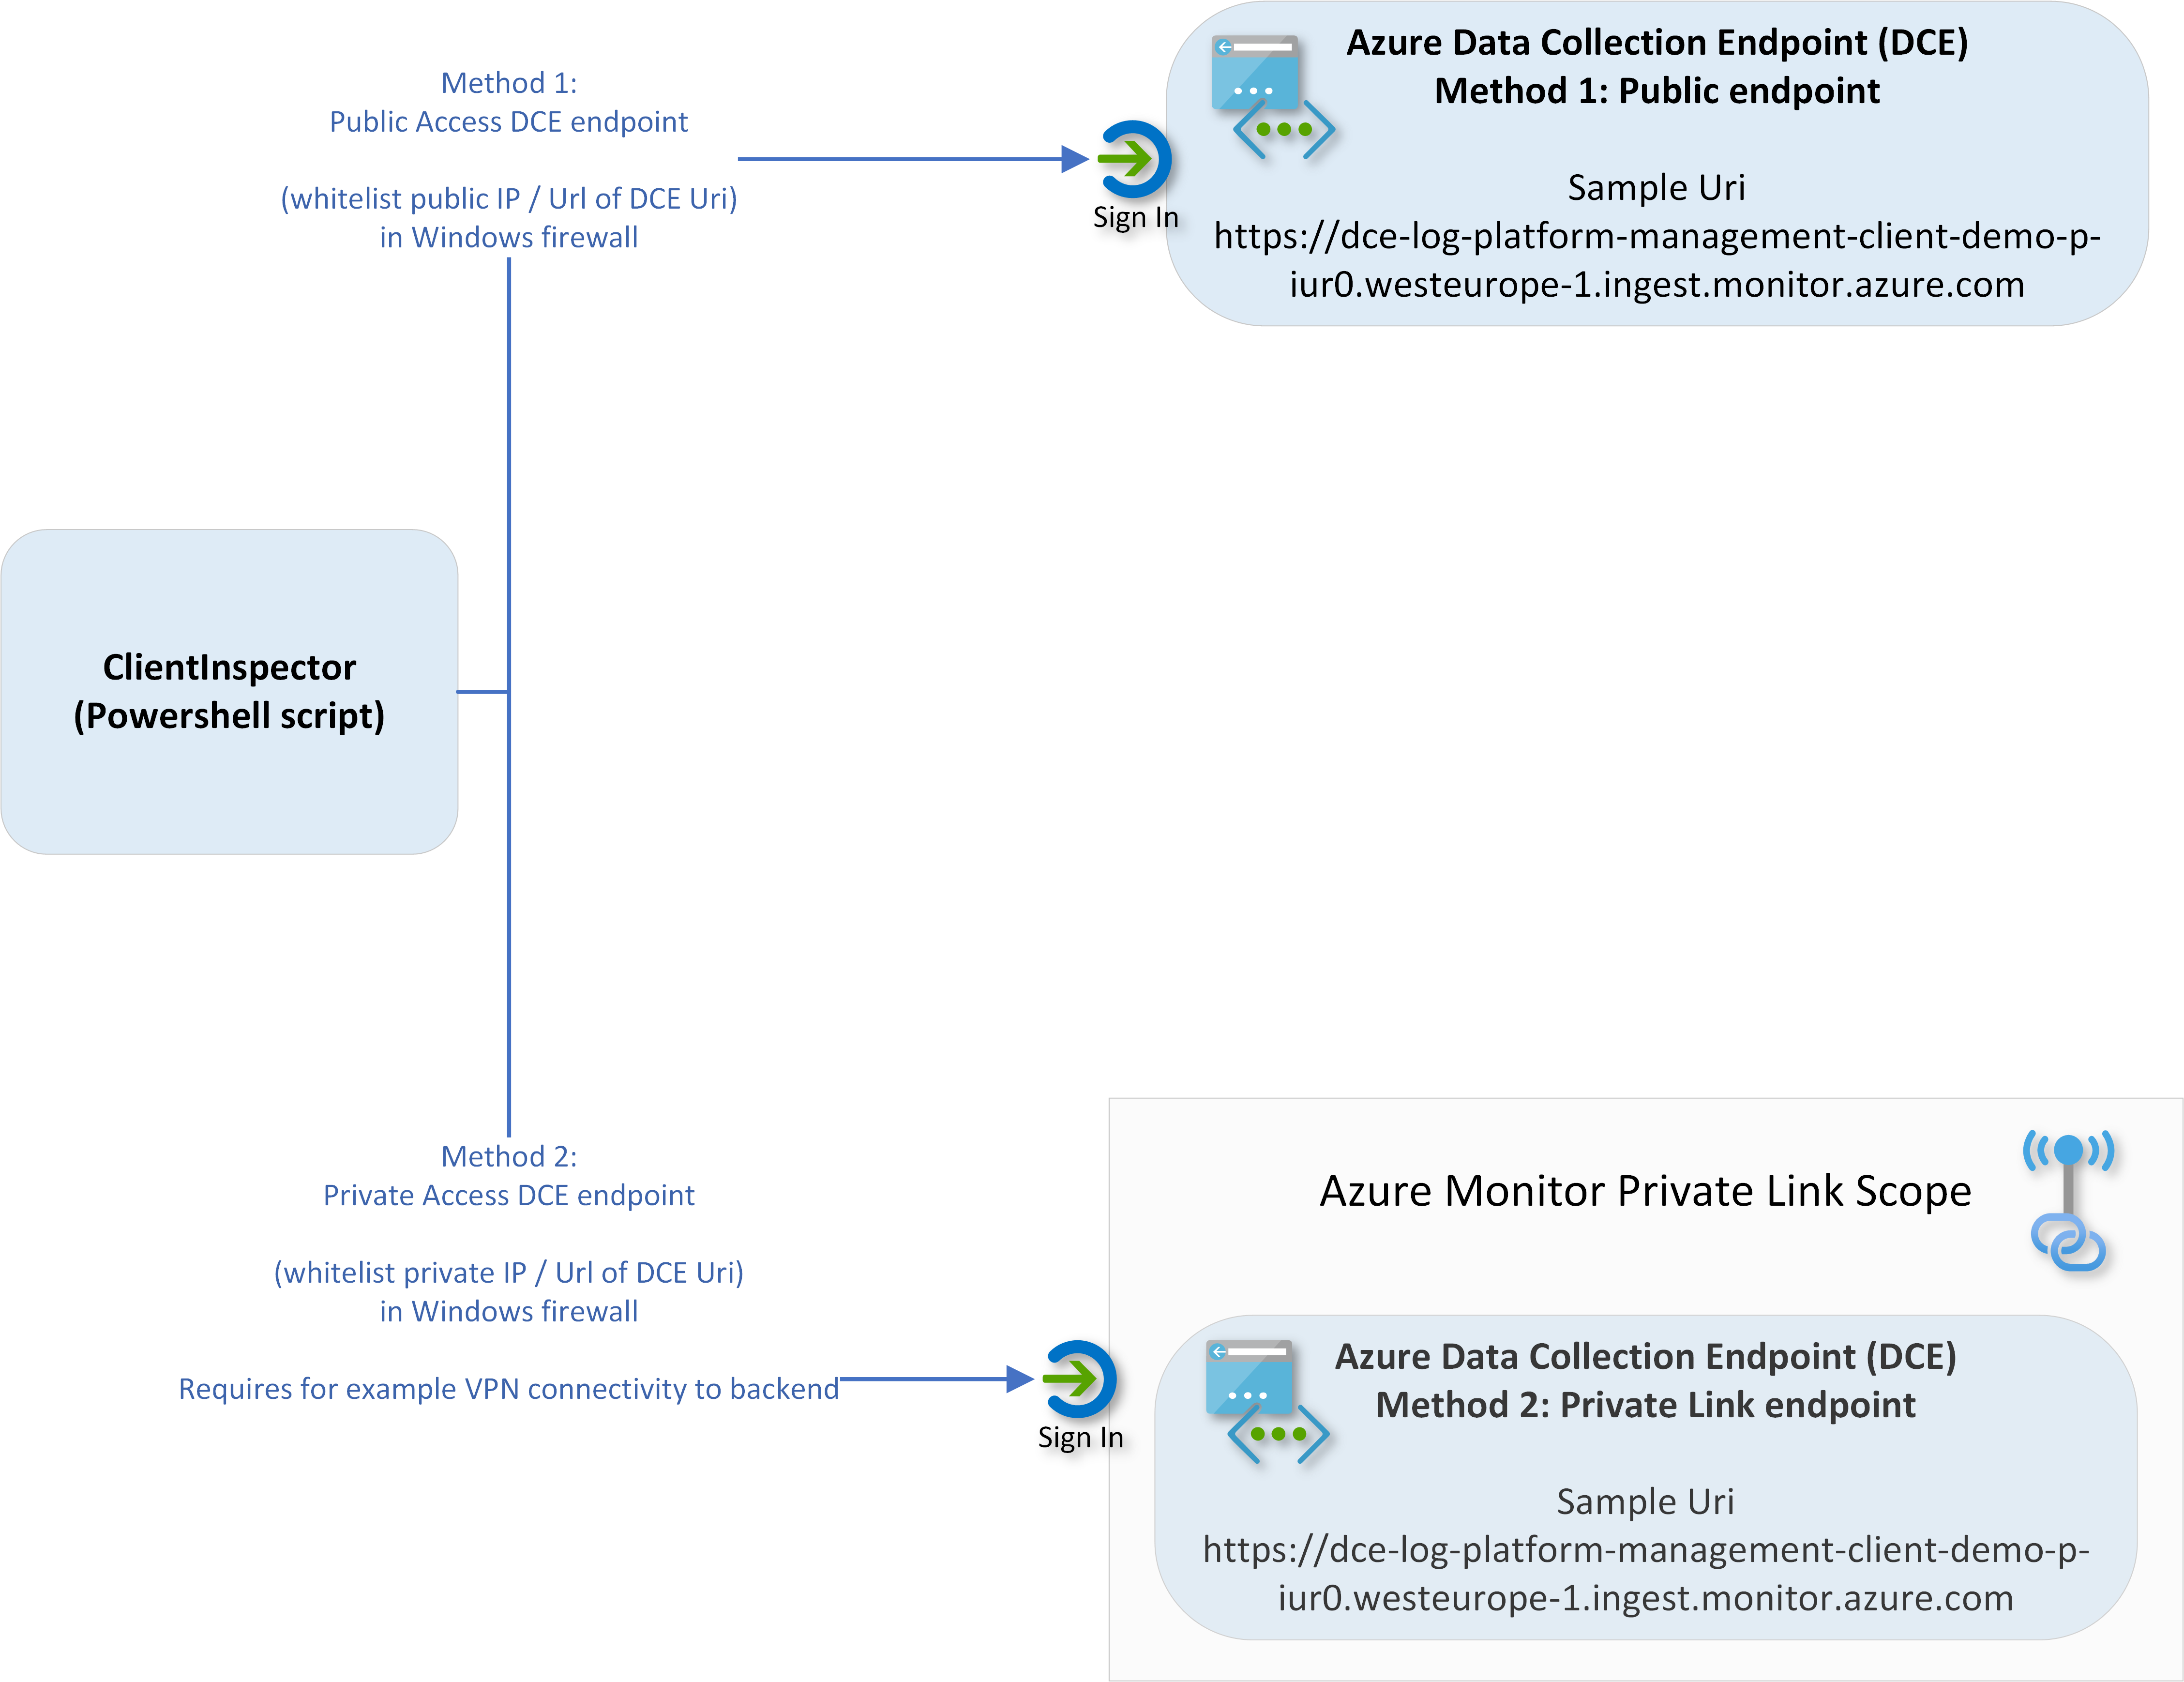 Method 1:
Public Access DCE endpoint
(whitelist public IP / Url of DCE Uri)
in Windows firewall
Sign In
Azure Data Collection Endpoint (DCE)
Method 1: Public endpoint
Sample Uri
https://dce-log-platform-management-client-demo-p-
iur0.westeurope-1.ingest.monitor.azure.com
ClientInspector
(Powershell script)
Method 2:
Private Access DCE endpoint
(whitelist private IP / Url of DCE Uri)
in Windows firewall
Requires for example VPN connectivity to backend
Sign In
Azure Monitor Private Link Scope
Azure Data Collection Endpoint (DCE)
Method 2: Private Link endpoint
Sample Uri
https://dce-log-platform-management-client-demo-p-
iur0.westeurope-1.ingest.monitor.azure.com